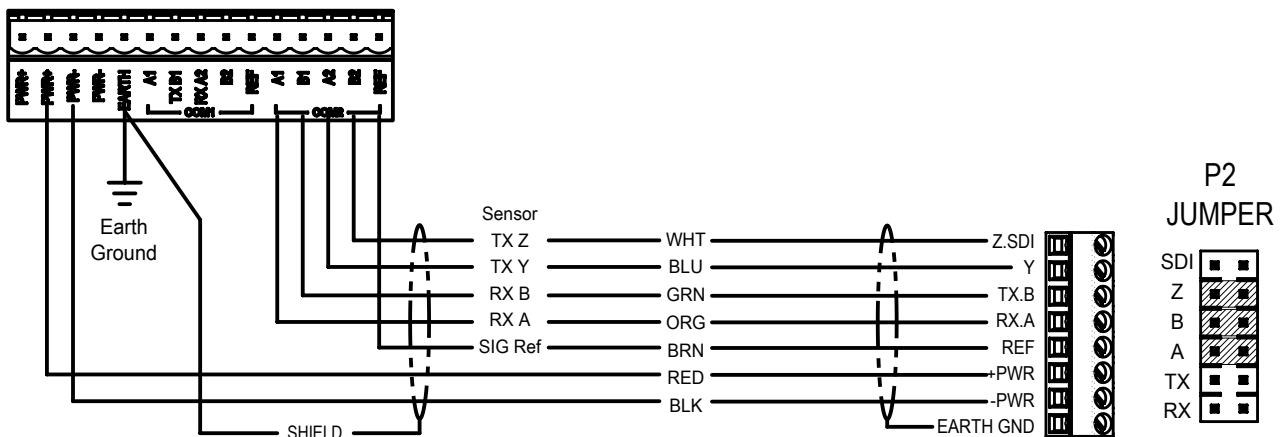 PWR+ PWR+ PWR- PWR- EARTH A1 TX B1 RX A2 B2 REF A1 B1 A2 B2 REF
COM1 COM2
Earth
Ground
Sensor
TX Z WHT Z.SDI
TX Y BLU Y
RX B GRN TX.B
RX A ORG RX.A
SIG Ref BRN REF
RED +PWR
BLK -PWR
SHIELD EARTH GND
P2
JUMPER
SDI
Z
B
A
TX
RX